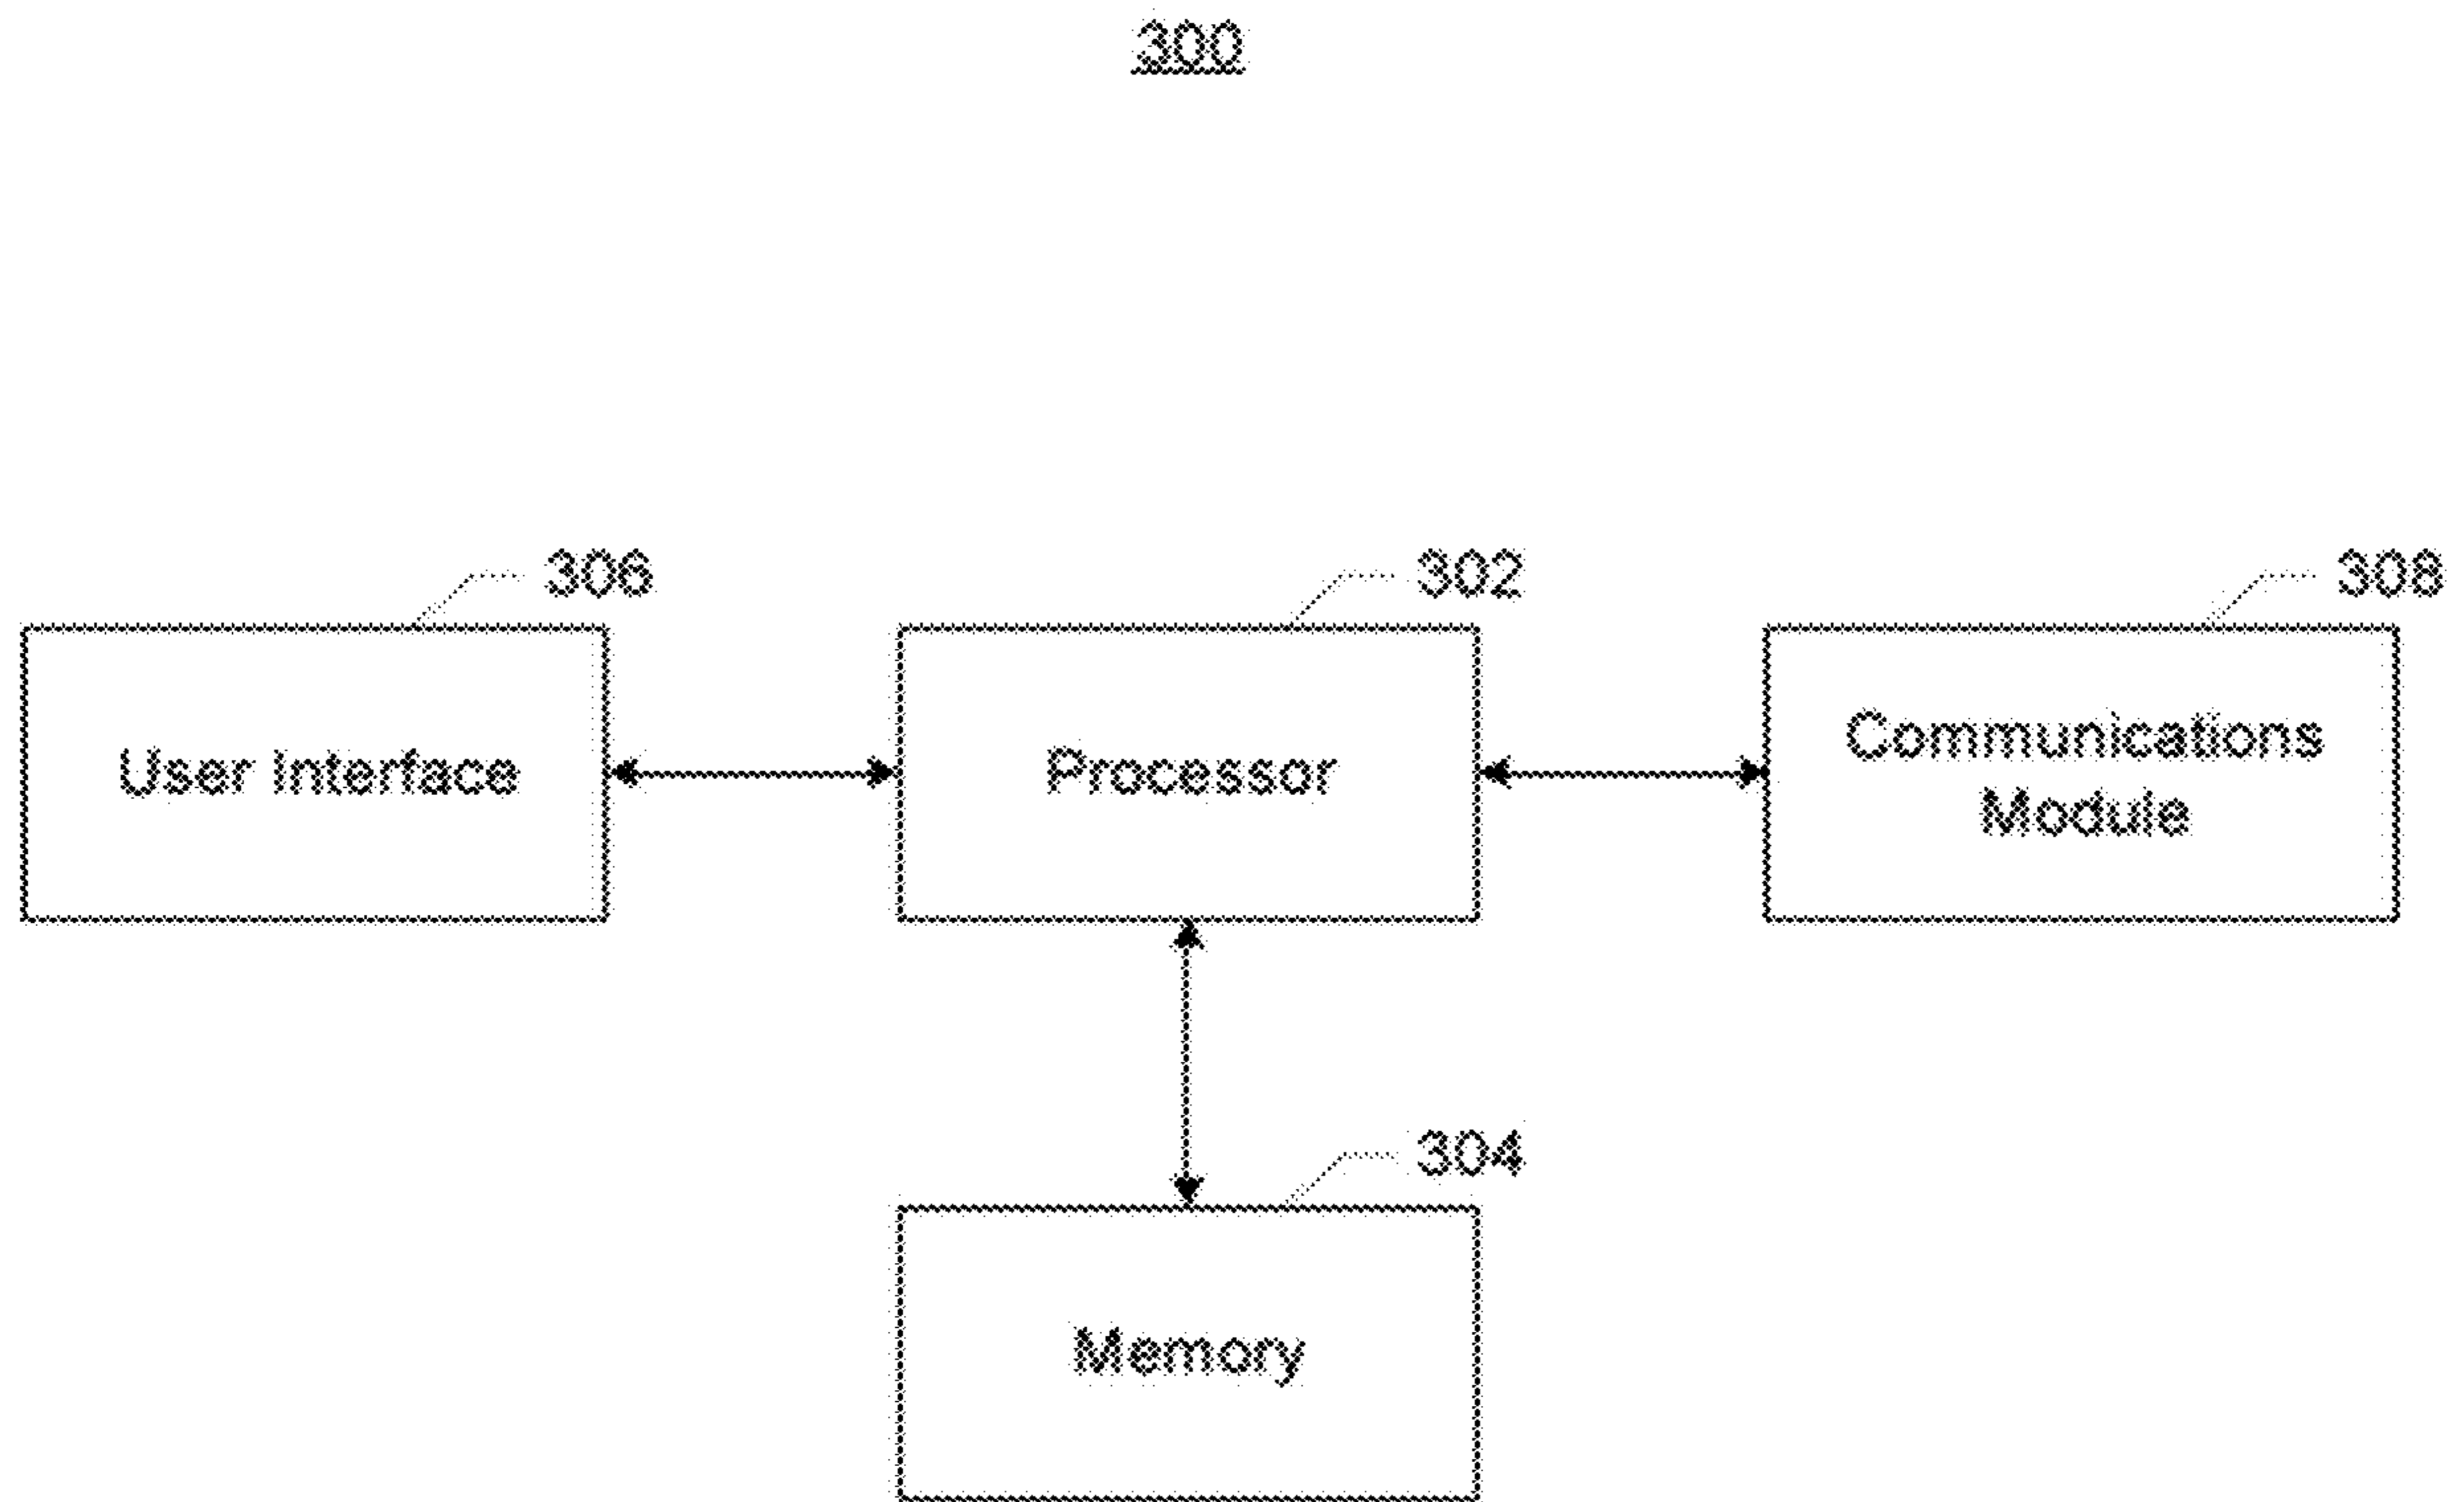 300
306
302
308
User Interface
Processor
Communications
Module
304
Memory